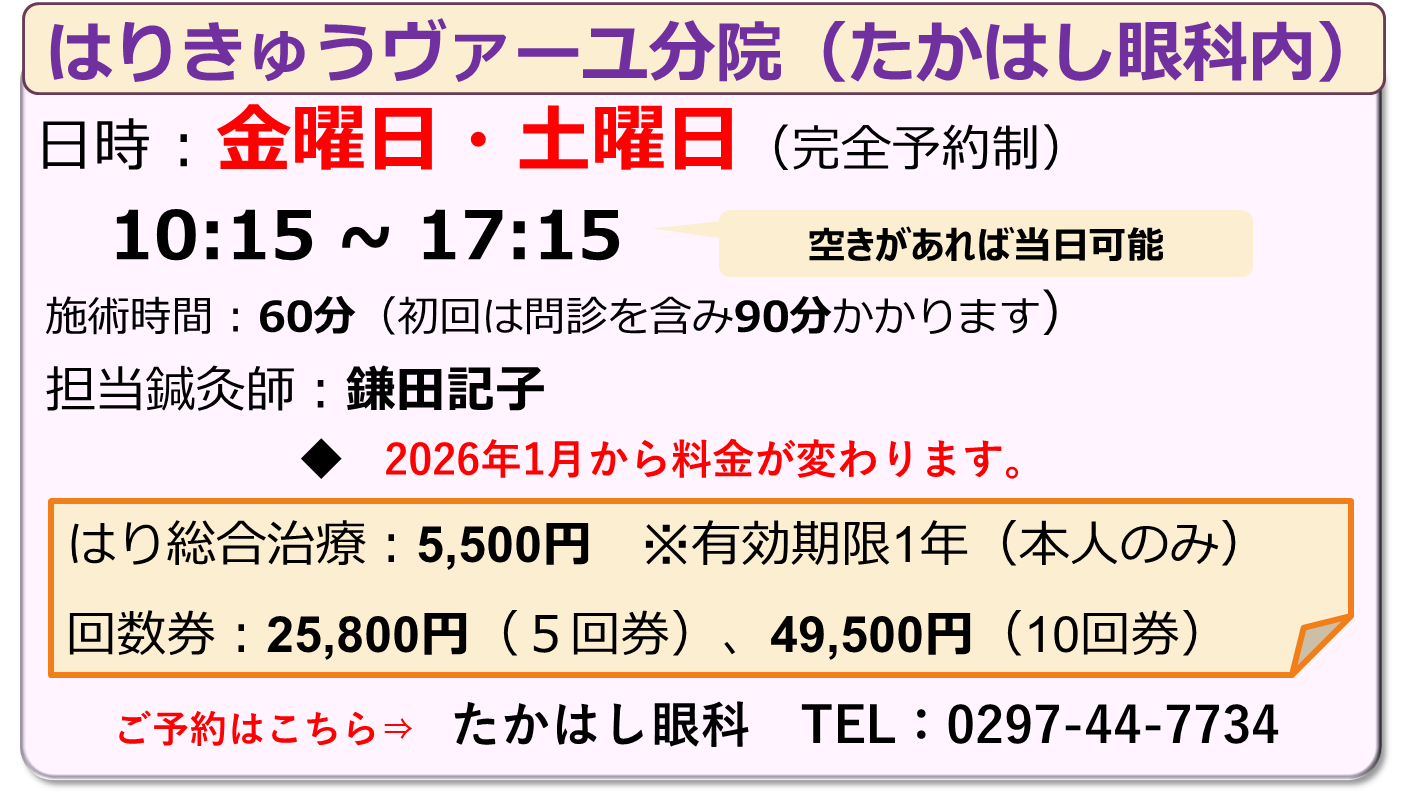 はりきゅうヴァーユ分院（たかはし眼科内）
日時：金曜日・土曜日（完全予約制）
10:15 ~ 17:15
空きがあれば当日可能
施術時間：60分（初回は問診を含み90分かかります）
担当鍼灸師：鎌田記子
◆ 2026年1月から料金が変わります。
はり総合治療：5,500円　※有効期限1年（本人のみ）
回数券：25,800円（５回券）、49,500円（10回券）
ご予約はこちら⇒　たかはし眼科　TEL：0297-44-7734